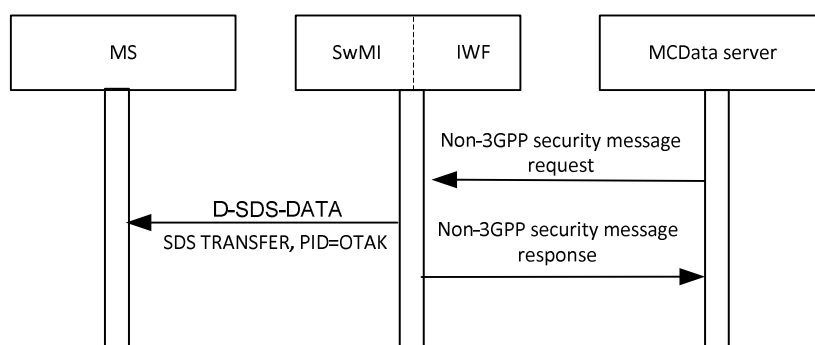 MS
SwMI
IWF
MCData server
Non-3GPP security message
request
D-SDS-DATA
SDS TRANSFER, PID=OTAK
Non-3GPP security message
response